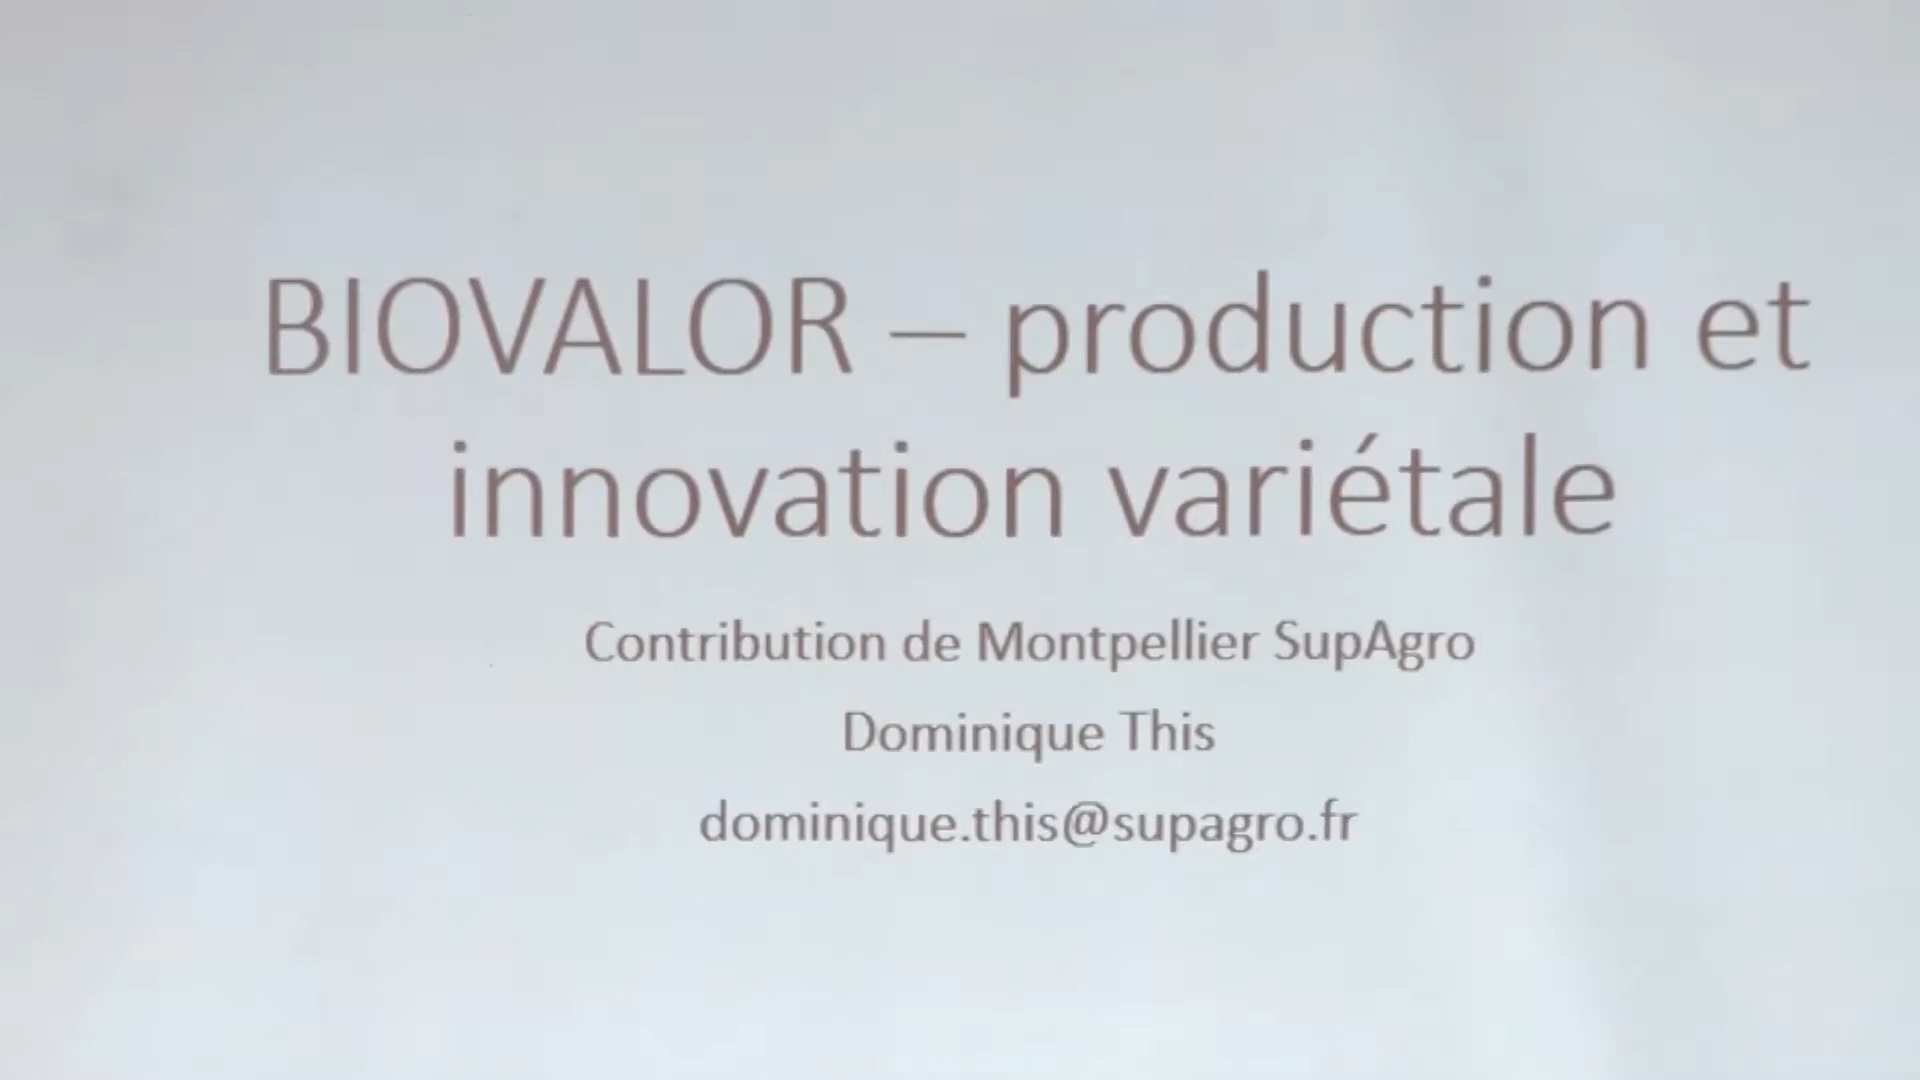 BIOVALOR – production et
innovation variétale
Contribution de Montpellier SupAgro
Dominique This
dominique.this@supagro.fr